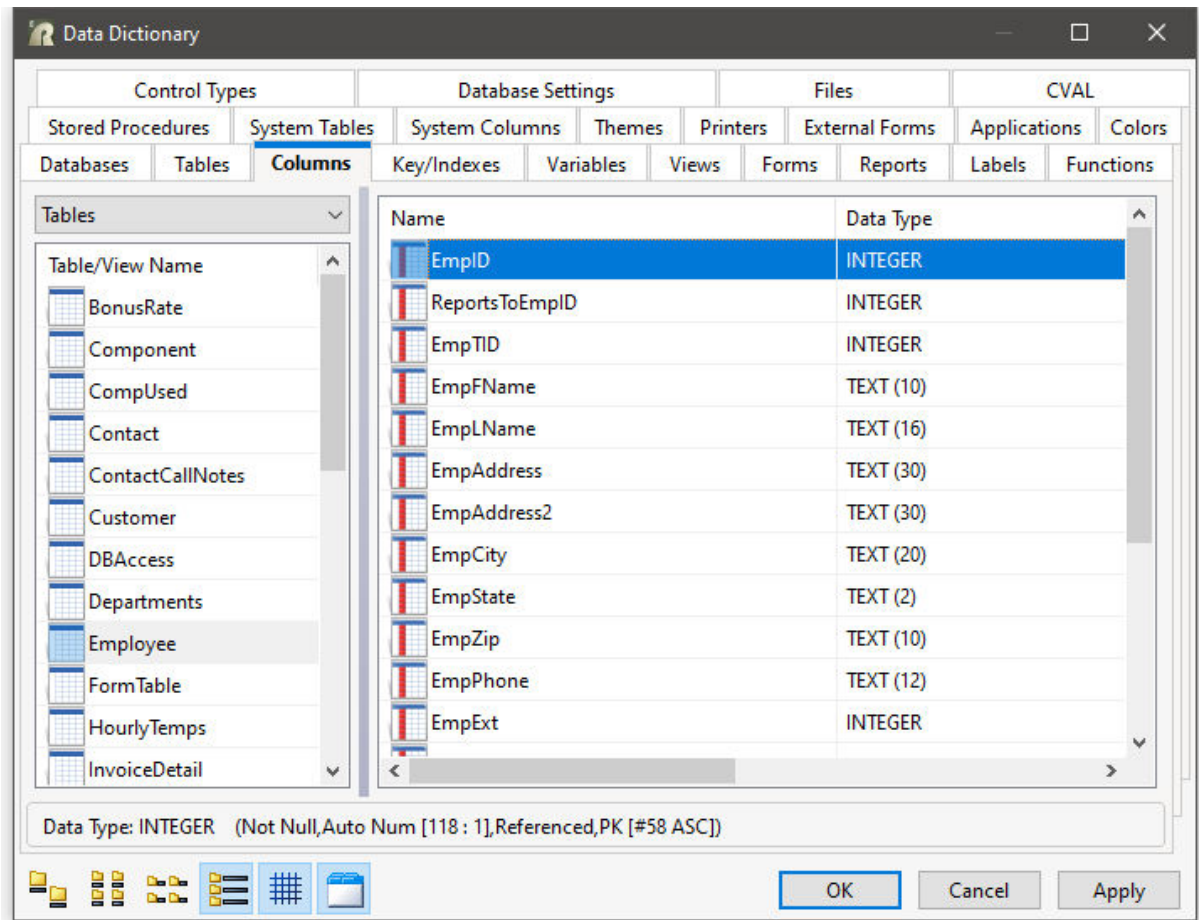 Data Dictionary
Control Types Database Settings Files CVAL
Stored Procedures System Tables System Columns Themes Printers External Forms Applications Colors
Databases Tables Columns Key/Indexes Variables Views Forms Reports Labels Functions
Tables
Table/View Name
BonusRate
Component
CompUsed
Contact
ContactCallNotes
Customer
DBAccess
Departments
Employee
FormTable
HourlyTemps
InvoiceDetail
Name Data Type
EmpID INTEGER
ReportsToEmpID INTEGER
EmpTID INTEGER
EmpFName TEXT (10)
EmpLName TEXT (16)
EmpAddress TEXT (30)
EmpAddress2 TEXT (30)
EmpCity TEXT (20)
EmpState TEXT (2)
EmpZip TEXT (10)
EmpPhone TEXT (12)
EmpExt INTEGER
Data Type: INTEGER (Not Null,Auto Num [118 : 1],Referenced,PK [#58 ASC])
OK Cancel Apply